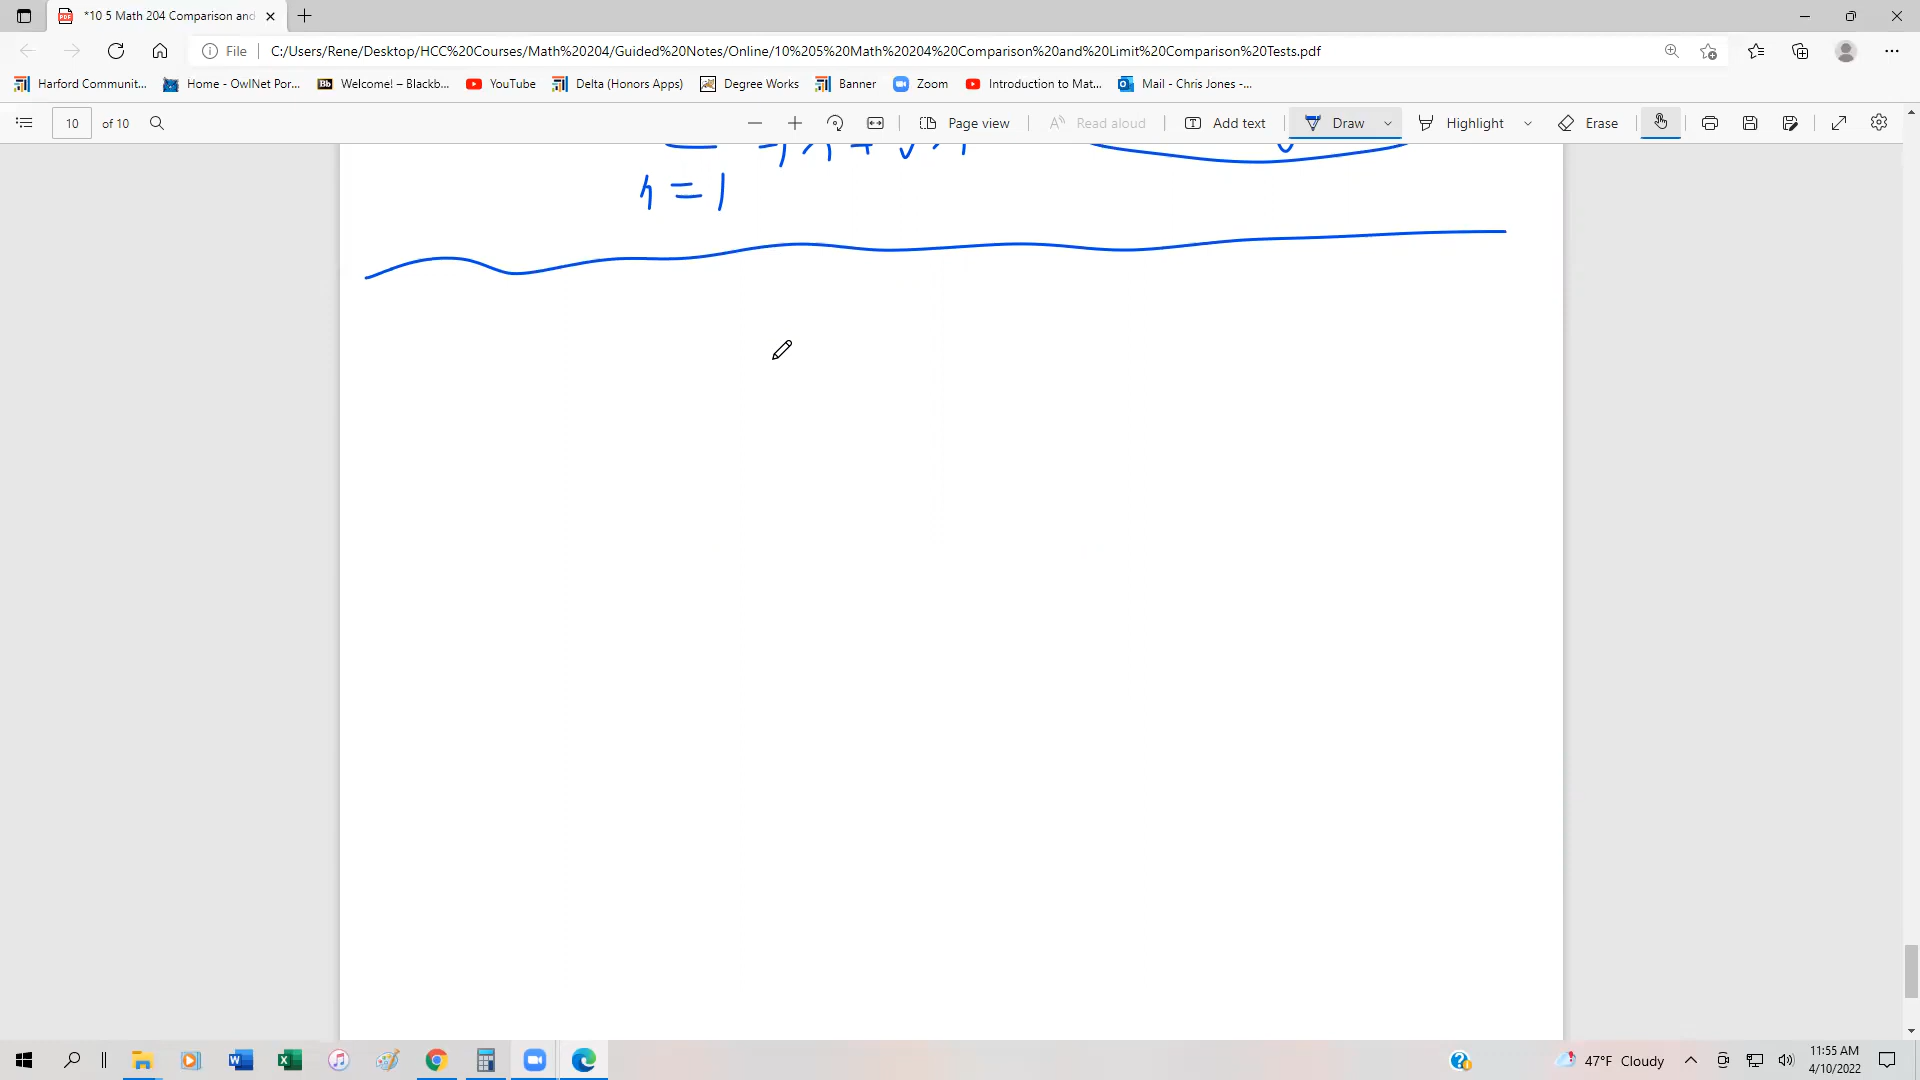 *10 5 Math 204 Comparison and
File C:/Users/Rene/Desktop/HCC%20Courses/Math%20204/Guided%20Notes/Online/10%205%20Math%20204%20Comparison%20and%20Limit%20Comparison%20Tests.pdf
Harford Communit... Home - OwlNet Por... Bb Welcome! – Blackb... YouTube Delta (Honors Apps) Degree Works Banner Zoom Introduction to Mat... Mail - Chris Jones -...
10 of 10 Page view Read aloud Add text Draw Highlight Erase
n = 1
47°F Cloudy 11:55 AM
4/10/2022